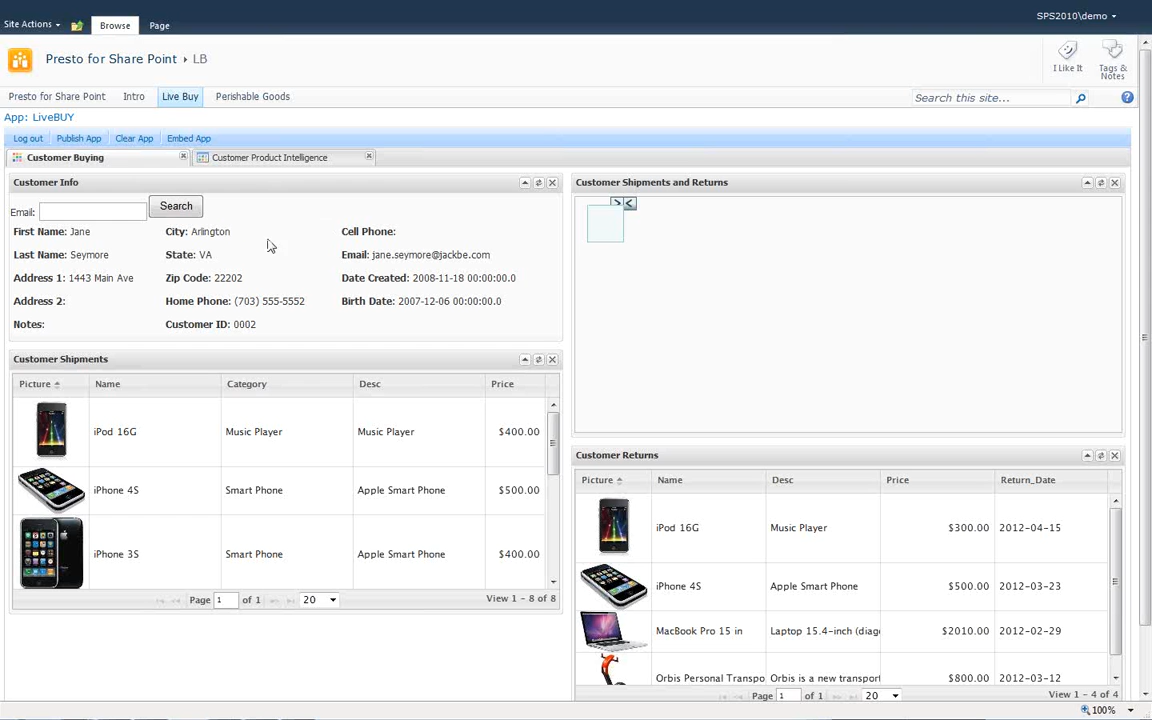 Site Actions
Browse
Page
SPS2010\demo
Presto for Share Point ▸ LB
I Like It
Tags & Notes
Presto for Share Point
Intro
Live Buy
Perishable Goods
Search this site...
App: LiveBUY
Log out
Publish App
Clear App
Embed App
Customer Buying
Customer Product Intelligence
Customer Info
Email:
Search
First Name: Jane
City: Arlington
Cell Phone:
Last Name: Seymore
State: VA
Email: jane.seymore@jackbe.com
Address 1: 1443 Main Ave
Zip Code: 22202
Date Created: 2008-11-18 00:00:00.0
Address 2:
Home Phone: (703) 555-5552
Birth Date: 2007-12-06 00:00:00.0
Notes:
Customer ID: 0002
Customer Shipments
Picture Name Category Desc Price
iPod 16G Music Player Music Player $400.00
iPhone 4S Smart Phone Apple Smart Phone $500.00
iPhone 3S Smart Phone Apple Smart Phone $400.00
Page 1 of 1 20 View 1 - 8 of 8
Customer Shipments and Returns
> <
Customer Returns
Picture Name Desc Price Return_Date
iPod 16G Music Player $300.00 2012-04-15
iPhone 4S Apple Smart Phone $500.00 2012-03-23
MacBook Pro 15 in Laptop 15.4-inch (diago $2010.00 2012-02-29
Orbis Personal Transpo Orbis is a new transport $800.00 2012-03-12
Page 1 of 1 20 View 1 - 4 of 4
100%